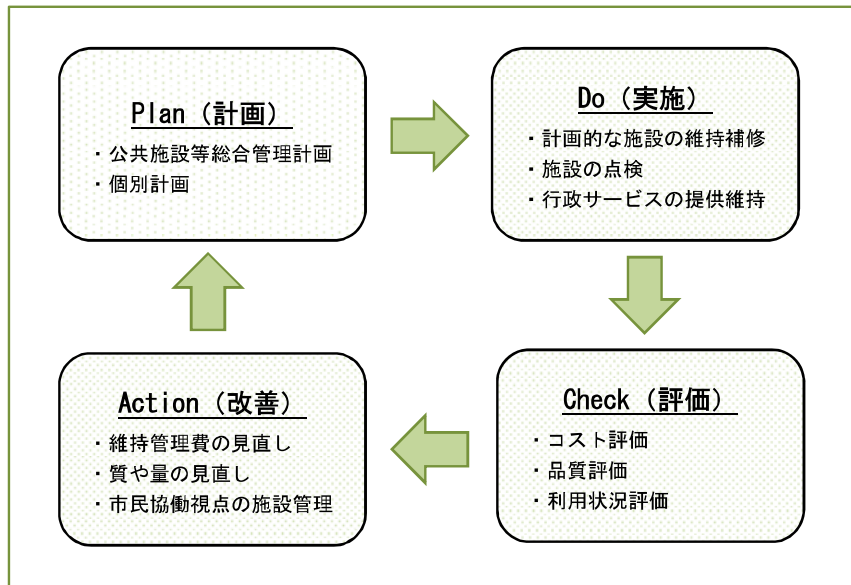 Plan（計画）
・公共施設等総合管理計画
・個別計画
Do（実施）
・計画的な施設の維持補修
・施設の点検
・行政サービスの提供維持
Check（評価）
・コスト評価
・品質評価
・利用状況評価
Action（改善）
・維持管理費の見直し
・質や量の見直し
・市民協働視点の施設管理